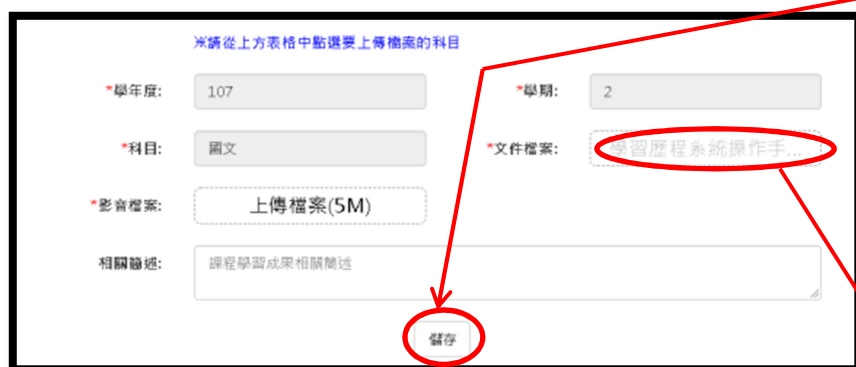 ※請從上方表格中點選要上傳檔案的科目
*學年度: 107 *學期: 2
*科目: 國文 *文件檔案: 學習歷程系統操作手...
*影音檔案: 上傳檔案(5M)
相關簡述: 課程學習成果相關簡述
儲存